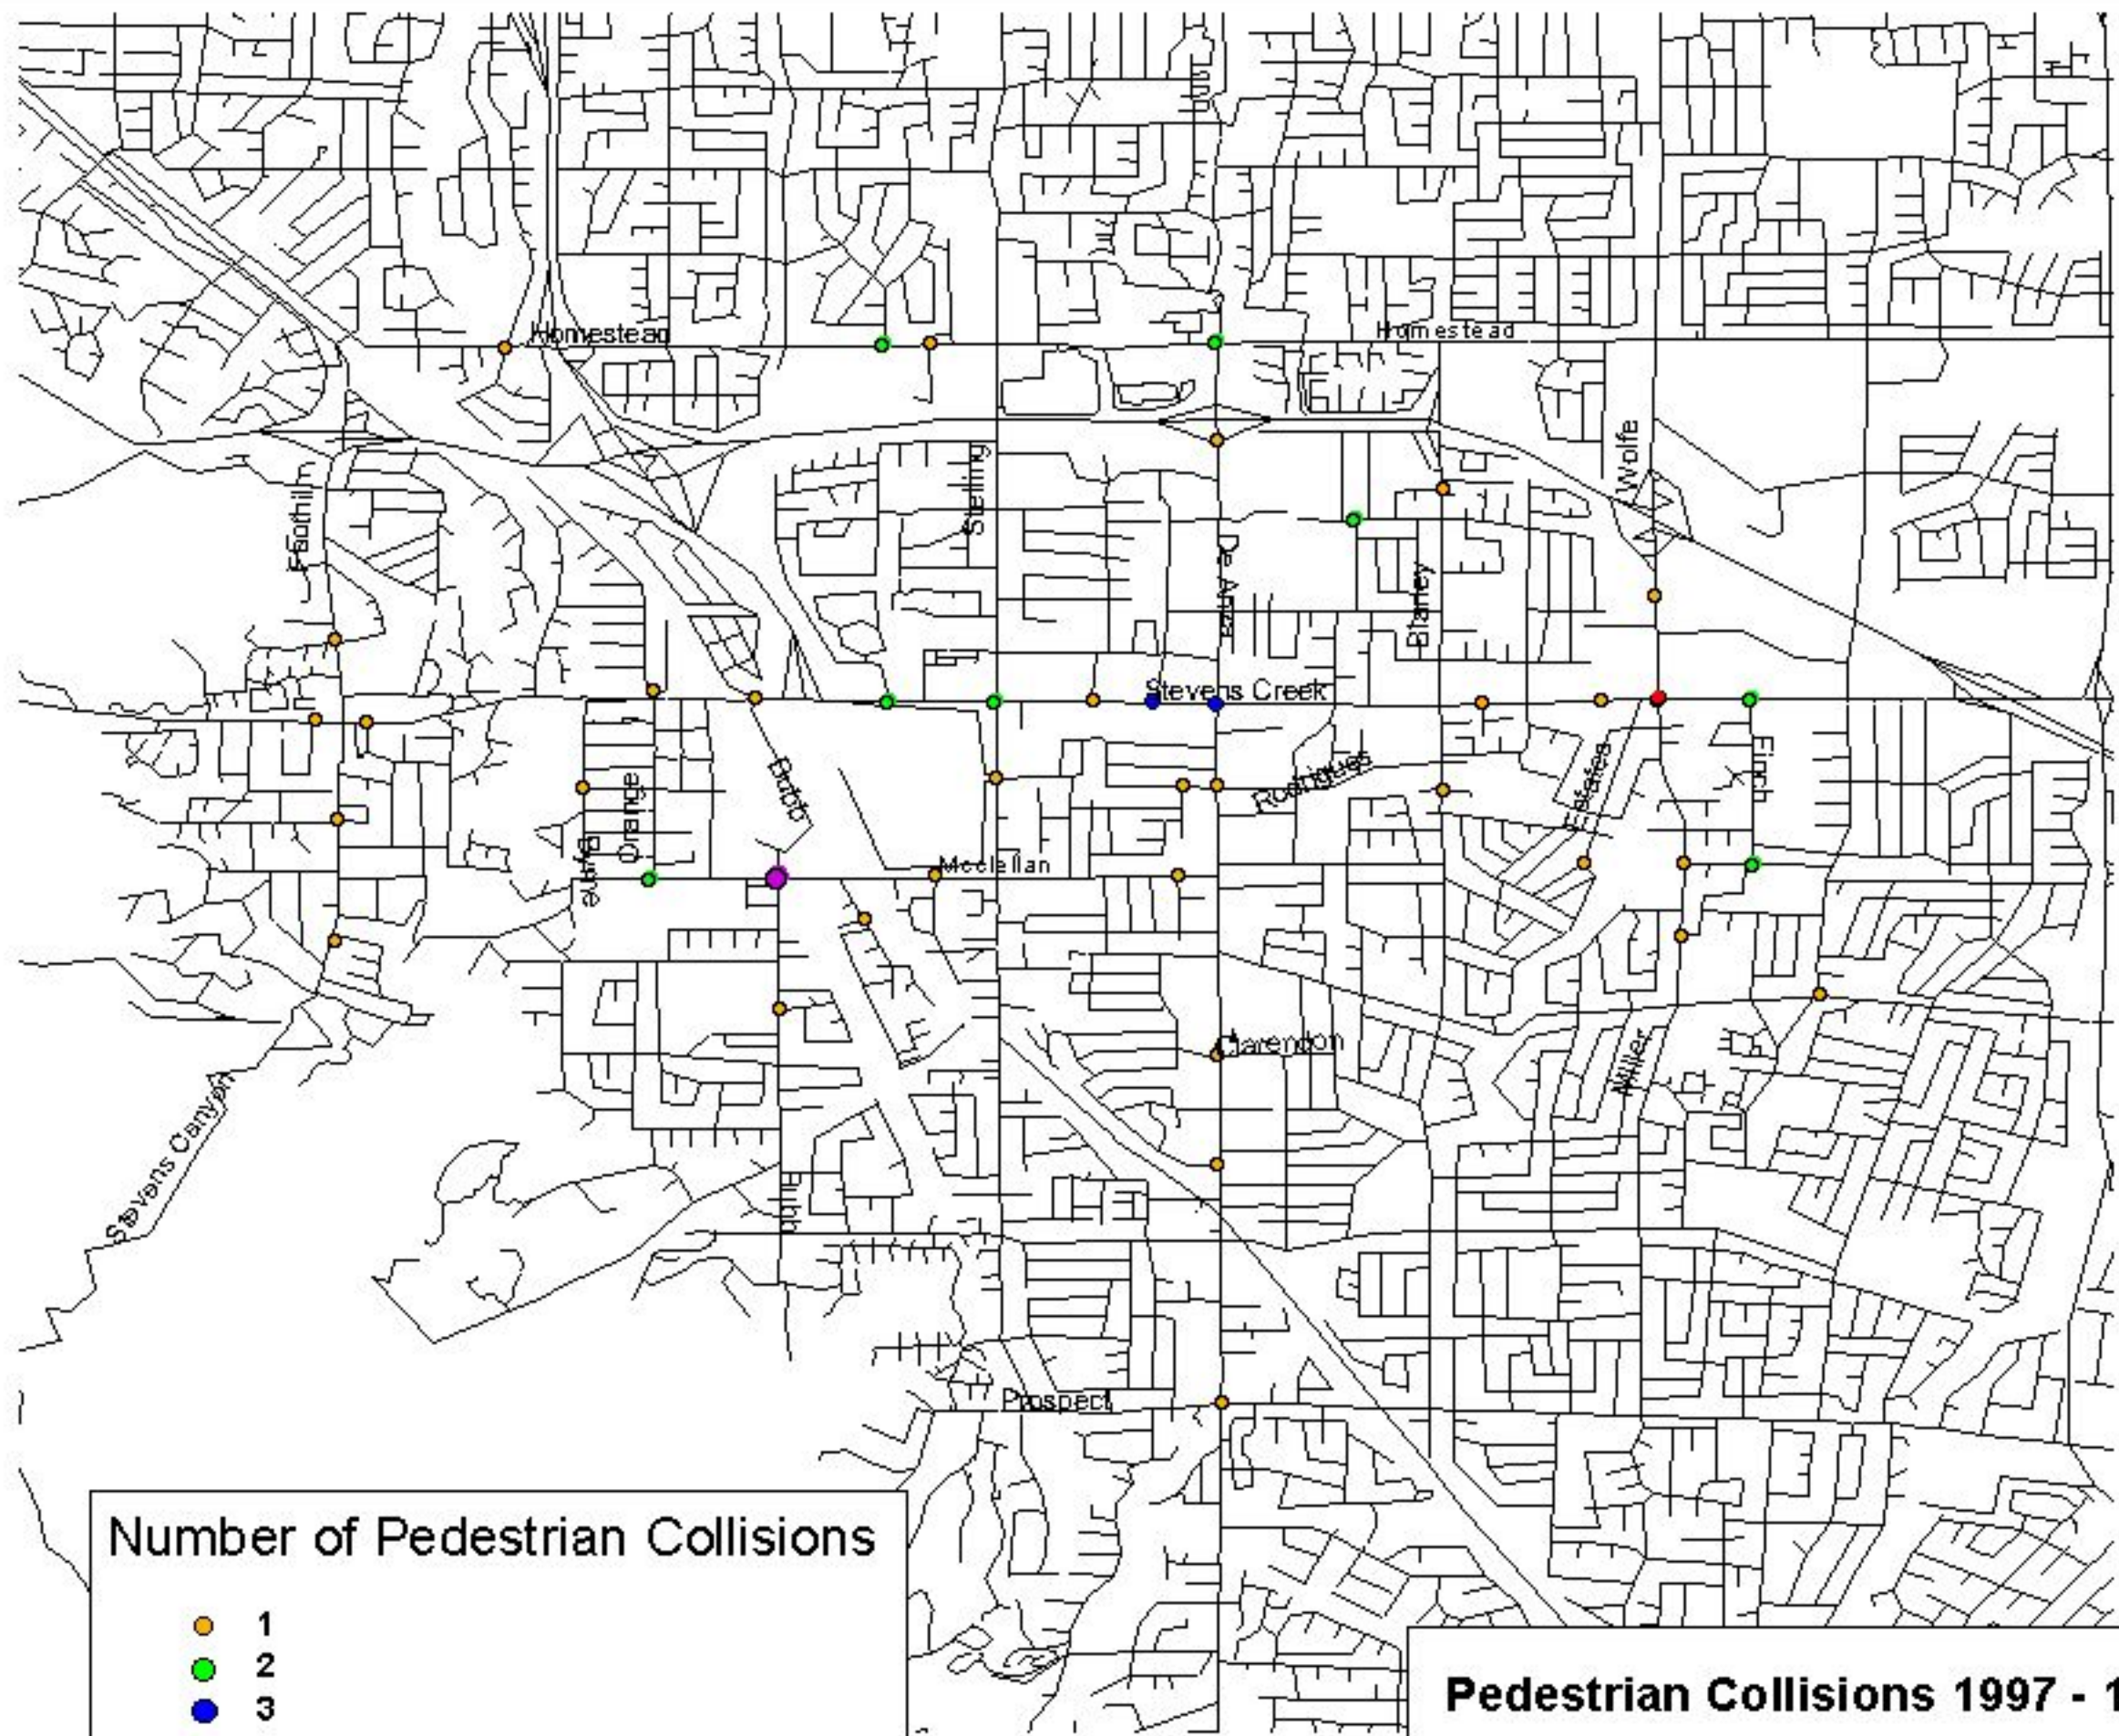 Homestead
Homestead
Wolfe
Stelling
Foothill
De Anza
Blaney
Stevens Creek
Finch
Estates
Rodrigues
Bubb
Orange
Byrne
Mcclellan
Clarendon
Miller
Stevens Canyon
Bubb
Prospect
Number of Pedestrian Collisions
1
2
3
Pedestrian Collisions 1997 - 1